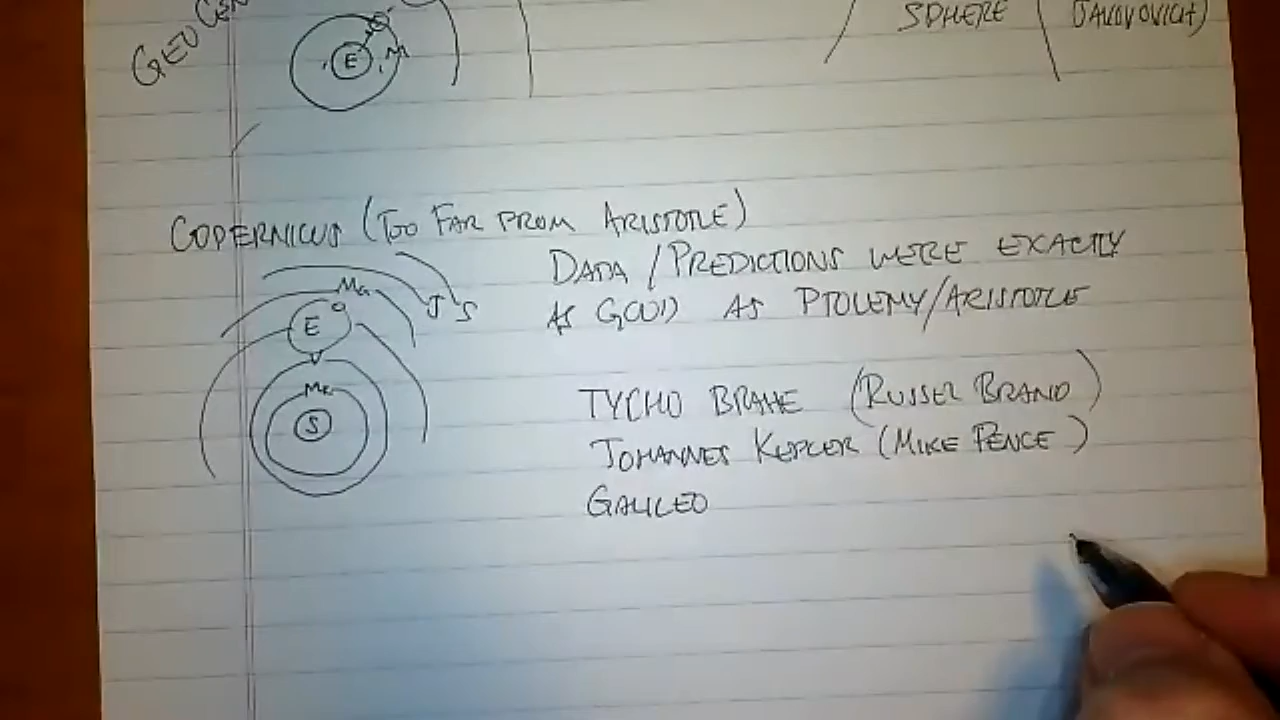 GEOCEN
SPHERE
JAVOVOVICH)
E
M
COPERNICUS (TOO FAR FROM ARISTOTLE)
DATA / PREDICTIONS WERE EXACTLY
AS GOOD AS PTOLEMY/ARISTOTLE
Ma
J S
E
V
Me
S
TYCHO BRAHE (RUSSEL BRAND)
JOHANNES KEPLER (MIKE PENCE)
GALILEO